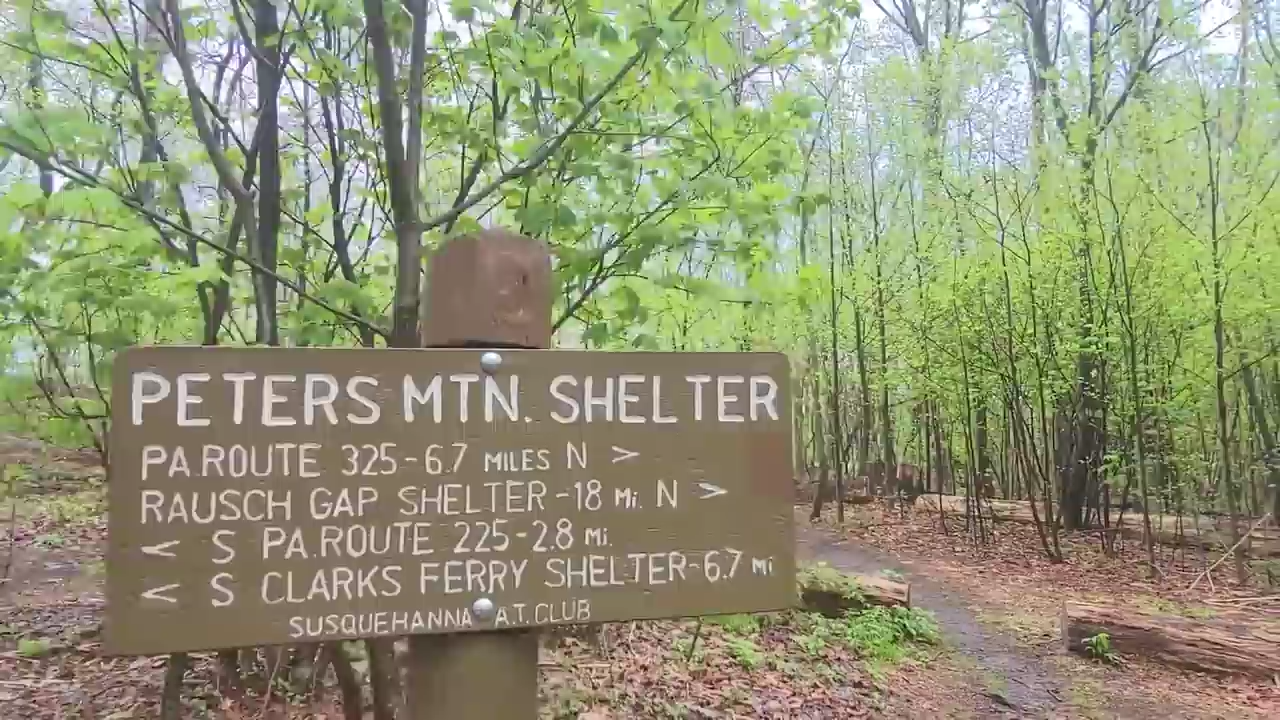 PETERS MTN. SHELTER
PA.ROUTE 325-6.7 MILES N >
RAUSCH GAP SHELTER-18 Mi. N >
< S PA.ROUTE 225-2.8 Mi.
< S CLARKS FERRY SHELTER-6.7 Mi
SUSQUEHANNA A.T. CLUB